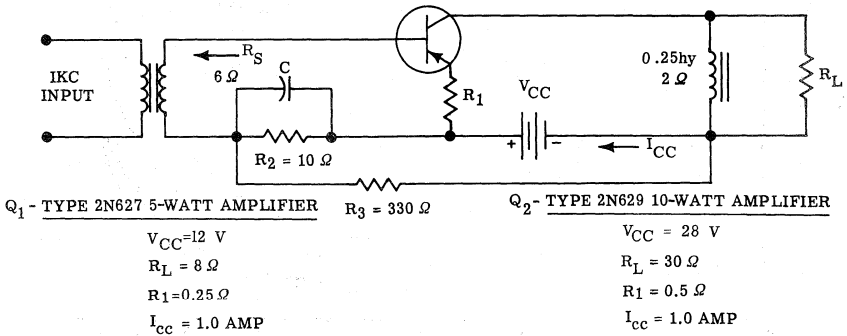 R_S
6 Ω
1KC
INPUT
C
R_2 = 10 Ω
R_1
V_CC
+
-
I_CC
0.25hy
2 Ω
R_L
R_3 = 330 Ω
Q_1 - TYPE 2N627 5-WATT AMPLIFIER
V_CC=12 V
R_L = 8 Ω
R1=0.25 Ω
I_cc = 1.0 AMP
Q_2- TYPE 2N629 10-WATT AMPLIFIER
V_CC = 28 V
R_L = 30 Ω
R1 = 0.5 Ω
I_cc = 1.0 AMP